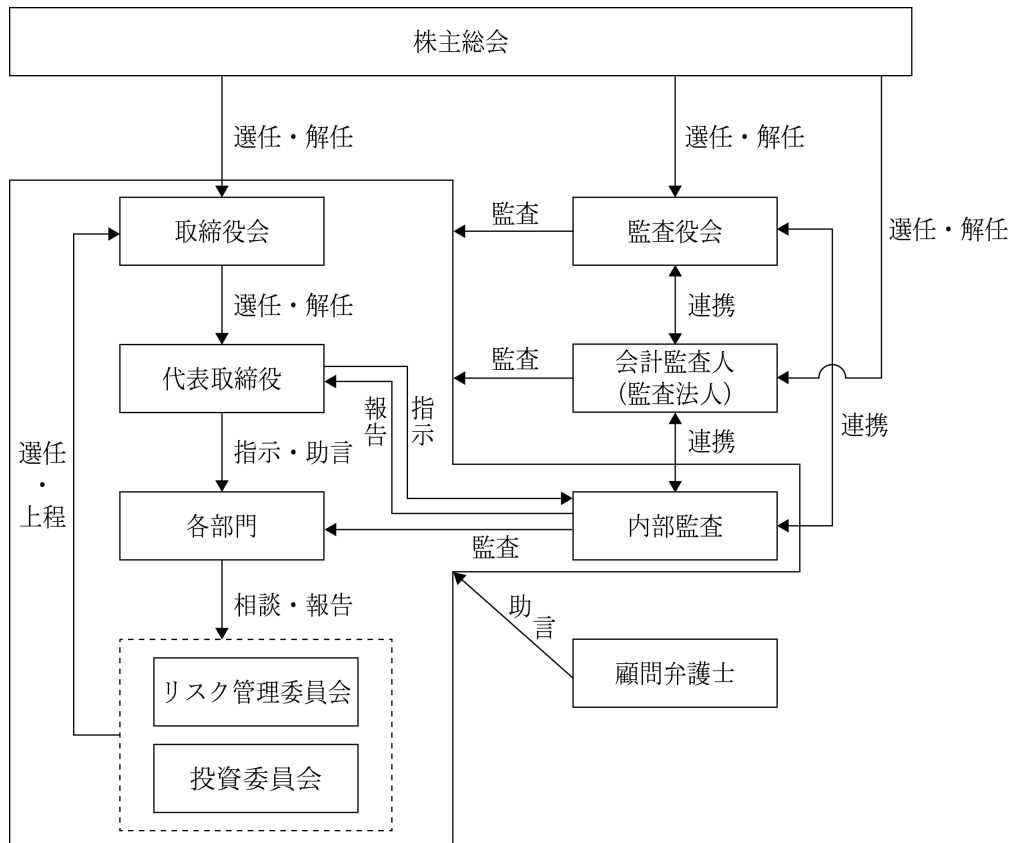 株主総会
選任・解任
選任・解任
選任・解任
取締役会
監査
監査役会
選任・解任
連携
代表取締役
監査
会計監査人
（監査法人）
報告
指示
連携
連携
選任
・
上程
指示・助言
各部門
監査
内部監査
相談・報告
助言
顧問弁護士
リスク管理委員会
投資委員会